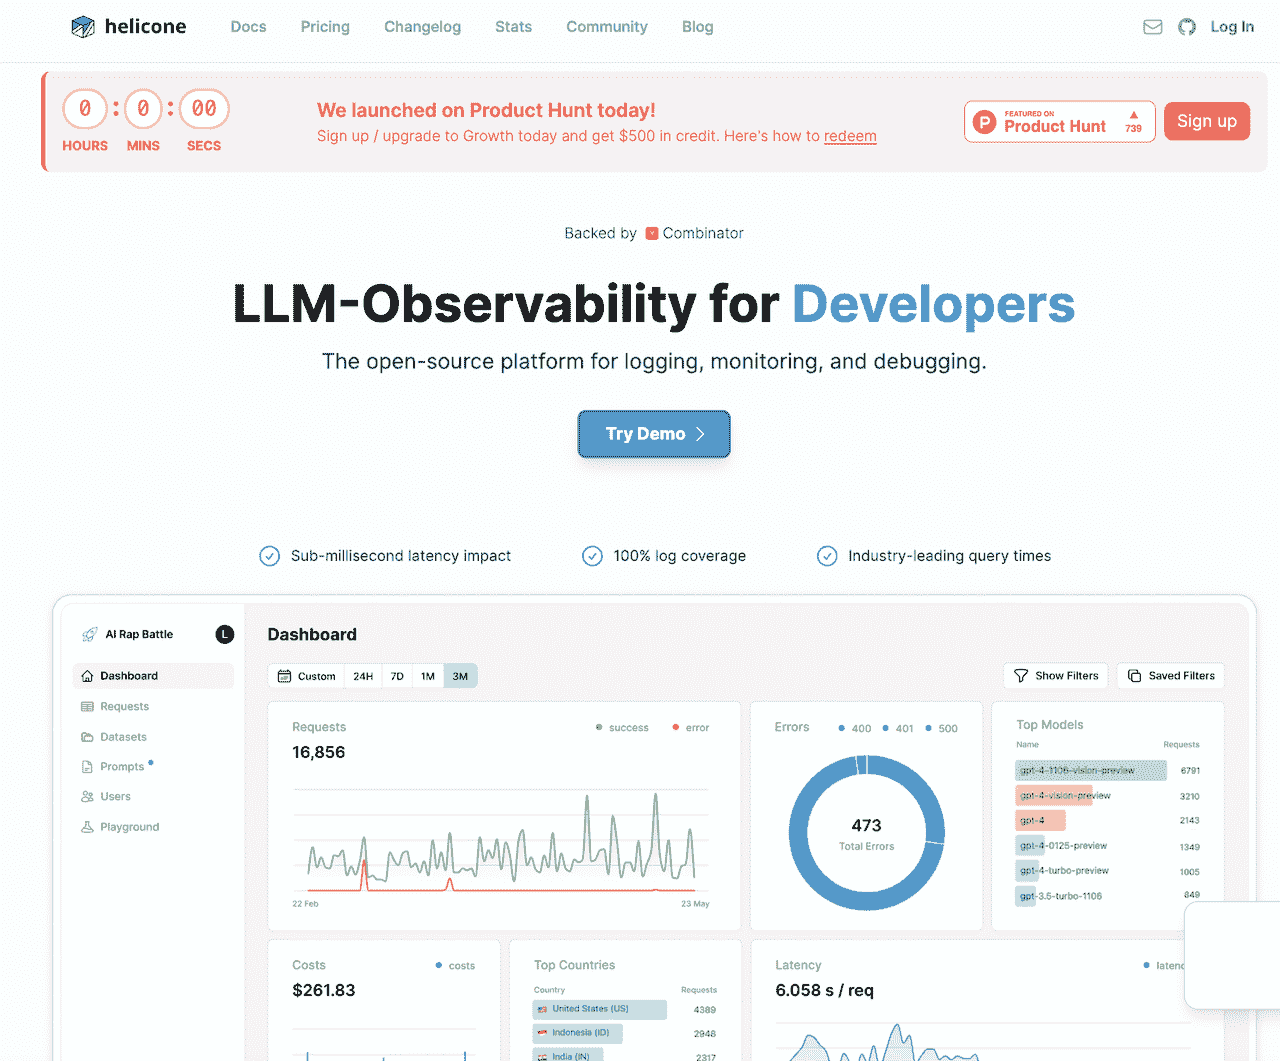 helicone Docs Pricing Changelog Stats Community Blog Log In
0 : 0 : 00
HOURS MINS SECS
We launched on Product Hunt today!
Sign up / upgrade to Growth today and get $500 in credit. Here's how to redeem
P FEATURED ON Product Hunt ▲ 739
Sign up
Backed by Y Combinator
LLM-Observability for Developers
The open-source platform for logging, monitoring, and debugging.
Try Demo
Sub-millisecond latency impact 100% log coverage Industry-leading query times
AI Rap Battle L
Dashboard
Requests
Datasets
Prompts
Users
Playground
Dashboard
Custom 24H 7D 1M 3M Show Filters Saved Filters
Requests success error
16,856
22 Feb 23 May
Errors 400 401 500
473
Total Errors
Top Models
Name Requests
gpt-4-1106-vision-preview 6791
gpt-4-vision-preview 3210
gpt-4 2143
gpt-4-0125-preview 1349
gpt-4-turbo-preview 1005
gpt-3.5-turbo-1106 849
Costs costs
$261.83
Top Countries
Country Requests
United States (US) 4389
Indonesia (ID) 2948
India (IN) 2317
Latency latenc
6.058 s / req